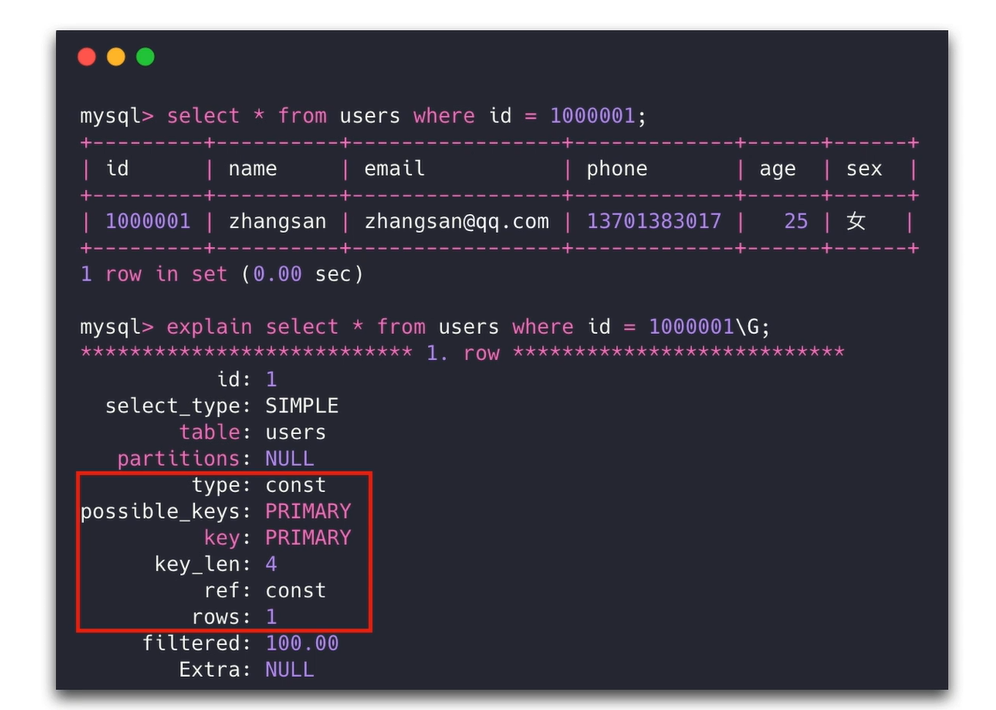 mysql> select * from users where id = 1000001;
+---------+----------+-----------------+-------------+------+------+
| id      | name     | email           | phone       | age  | sex  |
+---------+----------+-----------------+-------------+------+------+
| 1000001 | zhangsan | zhangsan@qq.com | 13701383017 |   25 | 女   |
+---------+----------+-----------------+-------------+------+------+
1 row in set (0.00 sec)
mysql> explain select * from users where id = 1000001\G;
*************************** 1. row ***************************
id: 1
select_type: SIMPLE
table: users
partitions: NULL
type: const
possible_keys: PRIMARY
key: PRIMARY
key_len: 4
ref: const
rows: 1
filtered: 100.00
Extra: NULL